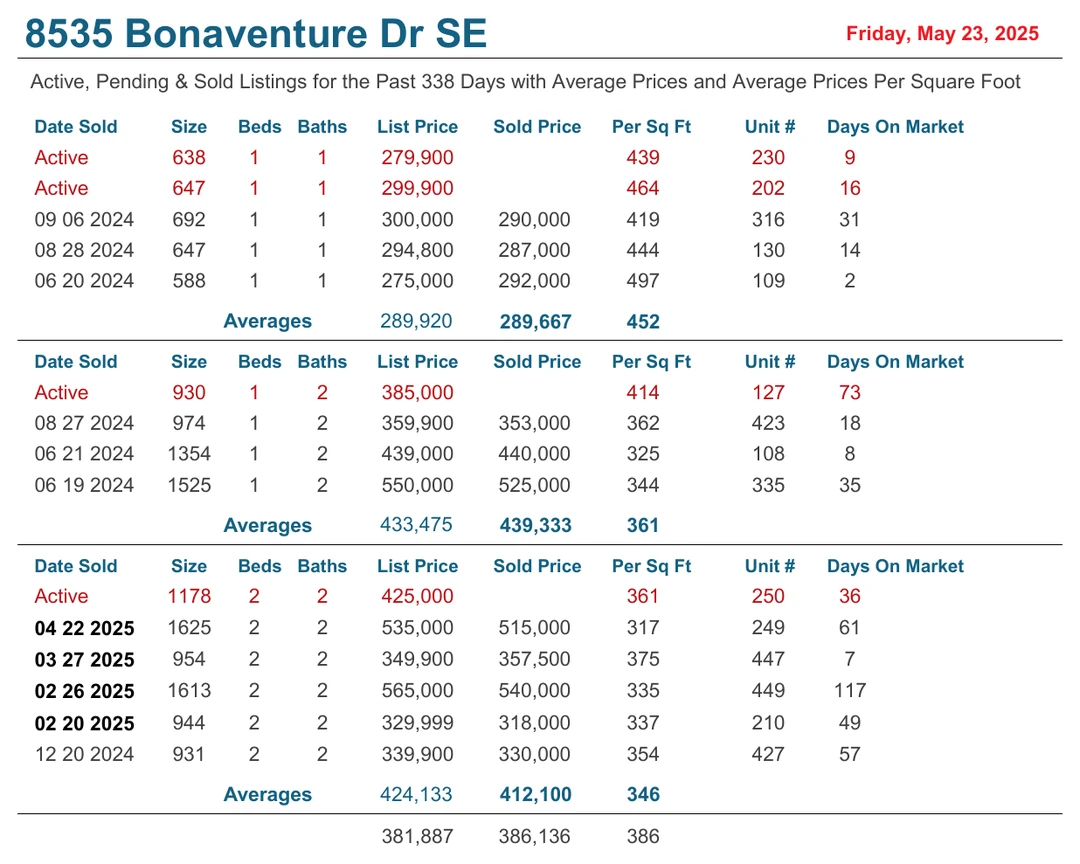 8535 Bonaventure Dr SE Friday, May 23, 2025
Active, Pending & Sold Listings for the Past 338 Days with Average Prices and Average Prices Per Square Foot
Date Sold Size Beds Baths List Price Sold Price Per Sq Ft Unit # Days On Market
Active 638 1 1 279,900 439 230 9
Active 647 1 1 299,900 464 202 16
09 06 2024 692 1 1 300,000 290,000 419 316 31
08 28 2024 647 1 1 294,800 287,000 444 130 14
06 20 2024 588 1 1 275,000 292,000 497 109 2
Averages 289,920 289,667 452
Date Sold Size Beds Baths List Price Sold Price Per Sq Ft Unit # Days On Market
Active 930 1 2 385,000 414 127 73
08 27 2024 974 1 2 359,900 353,000 362 423 18
06 21 2024 1354 1 2 439,000 440,000 325 108 8
06 19 2024 1525 1 2 550,000 525,000 344 335 35
Averages 433,475 439,333 361
Date Sold Size Beds Baths List Price Sold Price Per Sq Ft Unit # Days On Market
Active 1178 2 2 425,000 361 250 36
04 22 2025 1625 2 2 535,000 515,000 317 249 61
03 27 2025 954 2 2 349,900 357,500 375 447 7
02 26 2025 1613 2 2 565,000 540,000 335 449 117
02 20 2025 944 2 2 329,999 318,000 337 210 49
12 20 2024 931 2 2 339,900 330,000 354 427 57
Averages 424,133 412,100 346
381,887 386,136 386